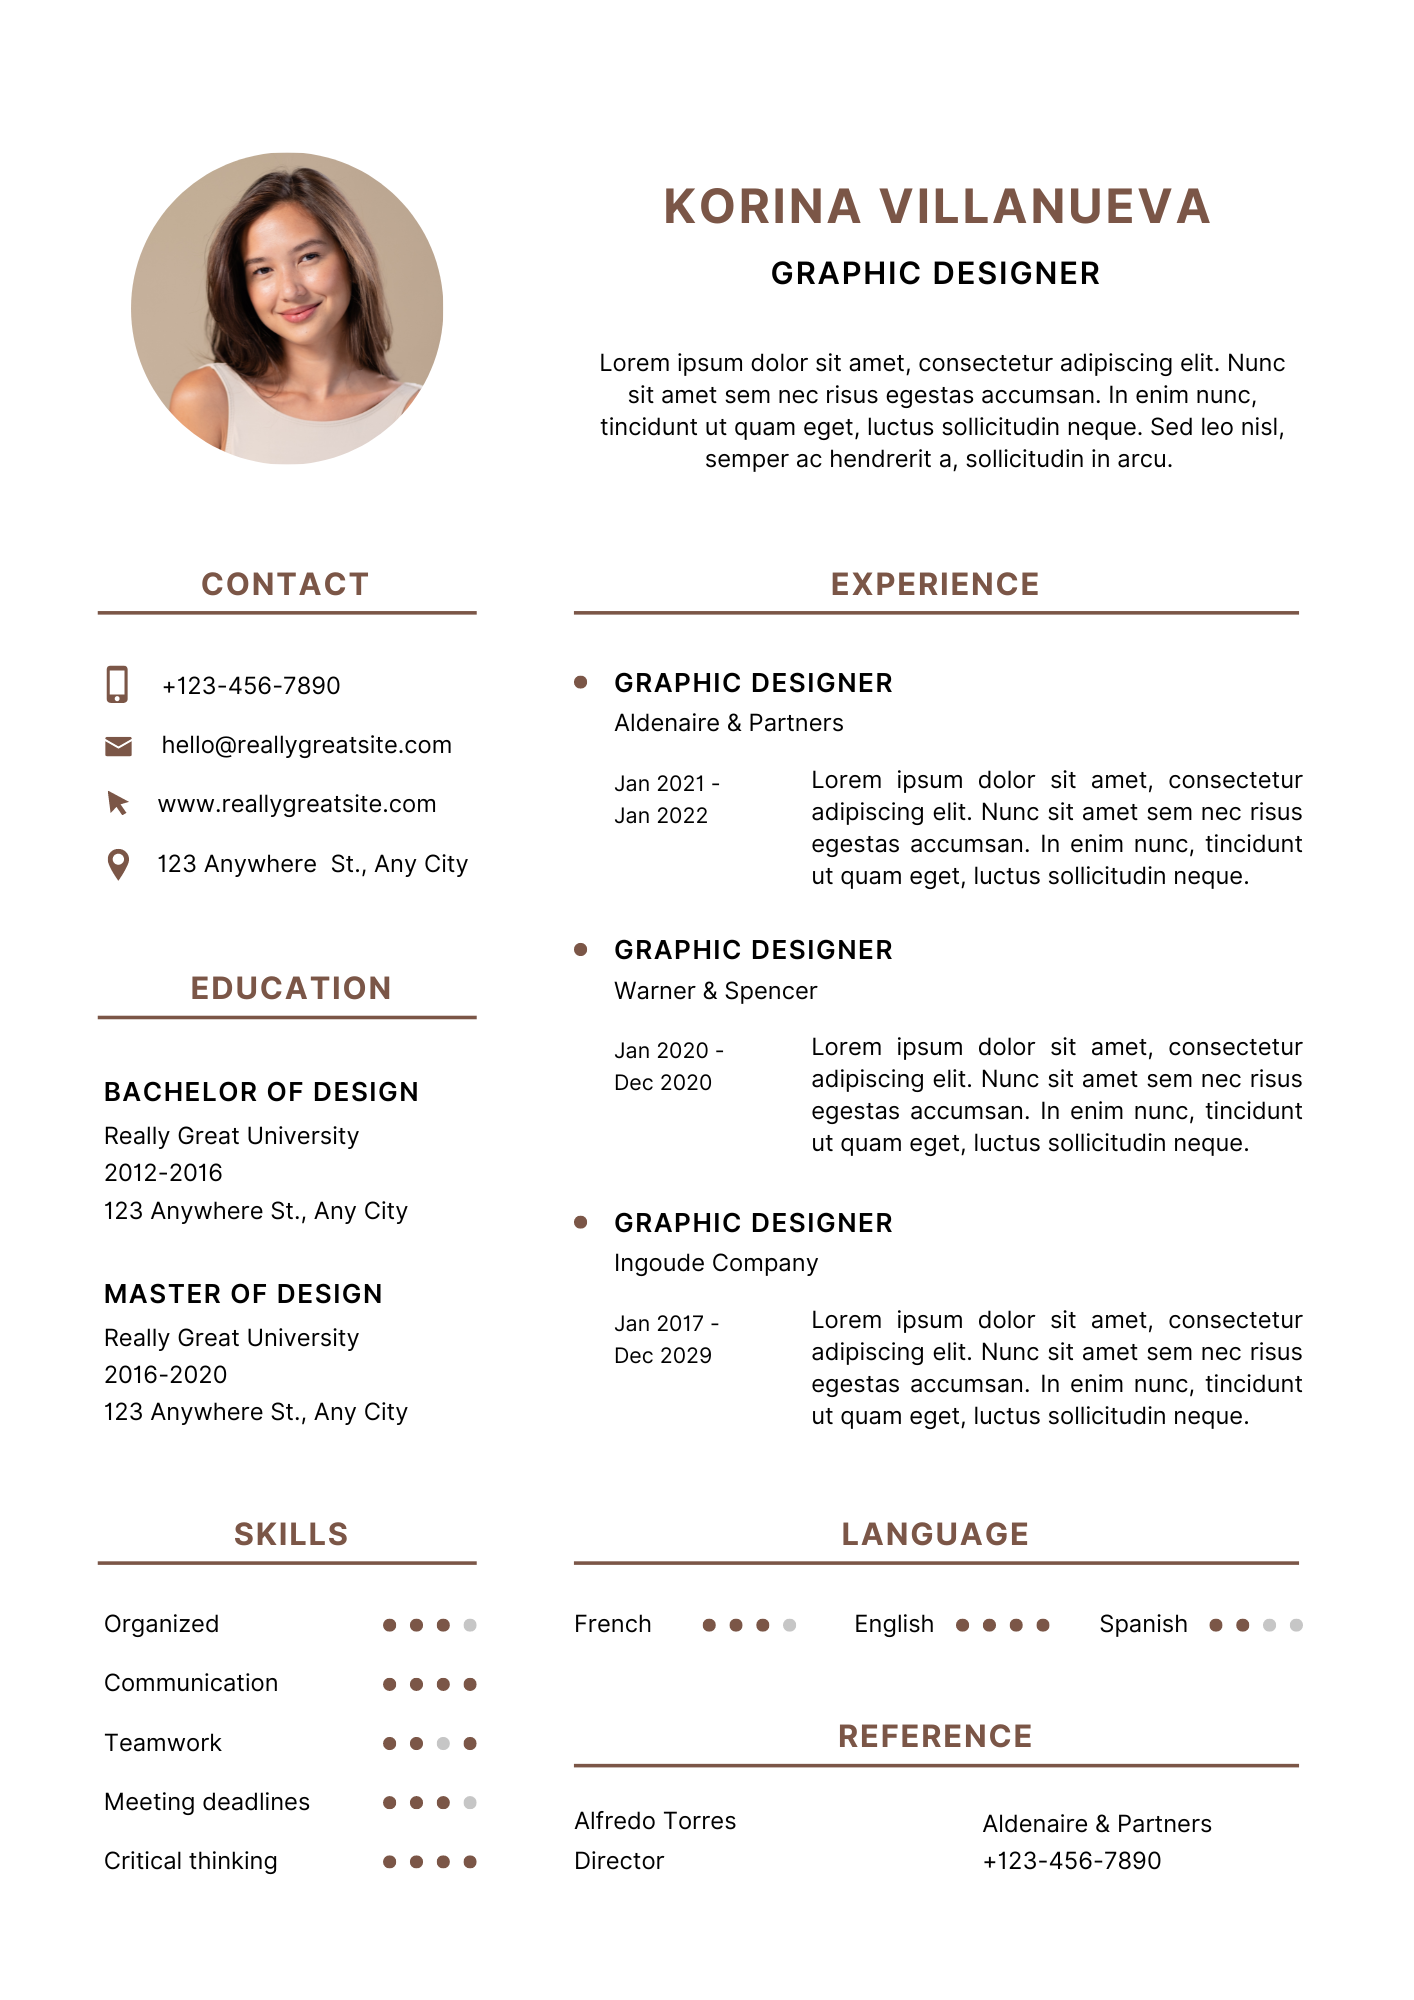 KORINA VILLANUEVA
GRAPHIC DESIGNER
Lorem ipsum dolor sit amet, consectetur adipiscing elit. Nunc
sit amet sem nec risus egestas accumsan. In enim nunc,
tincidunt ut quam eget, luctus sollicitudin neque. Sed leo nisl,
semper ac hendrerit a, sollicitudin in arcu.
CONTACT
+123-456-7890
hello@reallygreatsite.com
www.reallygreatsite.com
123 Anywhere  St., Any City
EDUCATION
BACHELOR OF DESIGN
Really Great University
2012-2016
123 Anywhere St., Any City
MASTER OF DESIGN
Really Great University
2016-2020
123 Anywhere St., Any City
SKILLS
Organized
Communication
Teamwork
Meeting deadlines
Critical thinking
EXPERIENCE
GRAPHIC DESIGNER
Aldenaire & Partners
Jan 2021 -
Jan 2022
Lorem ipsum dolor sit amet, consectetur
adipiscing elit. Nunc sit amet sem nec risus
egestas accumsan. In enim nunc, tincidunt
ut quam eget, luctus sollicitudin neque.
GRAPHIC DESIGNER
Warner & Spencer
Jan 2020 -
Dec 2020
Lorem ipsum dolor sit amet, consectetur
adipiscing elit. Nunc sit amet sem nec risus
egestas accumsan. In enim nunc, tincidunt
ut quam eget, luctus sollicitudin neque.
GRAPHIC DESIGNER
Ingoude Company
Jan 2017 -
Dec 2029
Lorem ipsum dolor sit amet, consectetur
adipiscing elit. Nunc sit amet sem nec risus
egestas accumsan. In enim nunc, tincidunt
ut quam eget, luctus sollicitudin neque.
LANGUAGE
French English Spanish
REFERENCE
Alfredo Torres
Director
Aldenaire & Partners
+123-456-7890